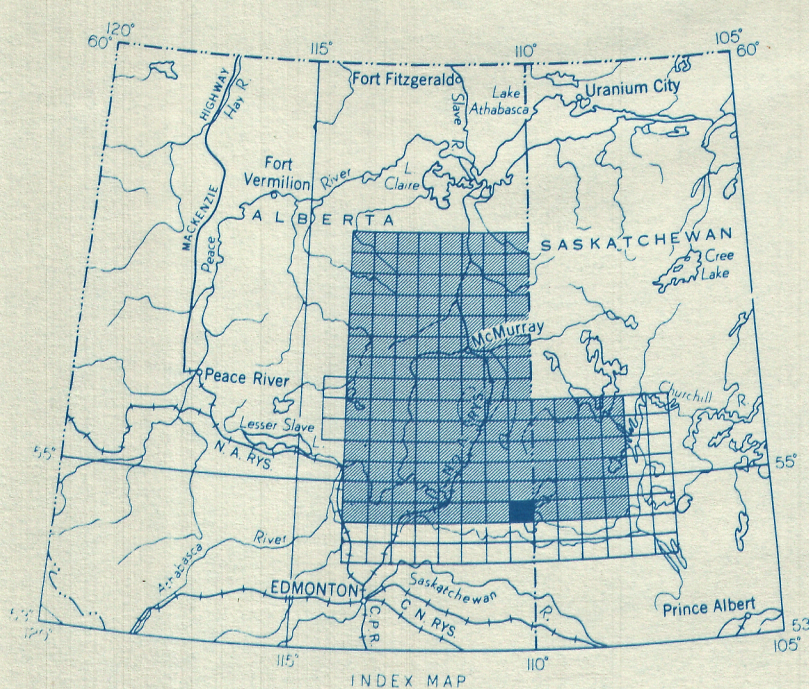 120°
60°
115°
110°
105°
60°
HIGHWAY
Hay R.
Fort Fitzgerald
Slave R.
Lake
Athabasca
Uranium City
Fort
Vermilion
River
L.
Claire
MACKENZIE
Peace
ALBERTA
SASKATCHEWAN
Cree
Lake
McMurray
Peace River
Churchill R.
Lesser Slave L.
N. A. RYS.
N. A. RYS.
55°
55°
Athabasca
River
EDMONTON
Saskatchewan
R.
C. N. RYS.
C.P.R.
Prince Albert
53
120°
115°
110°
105°
INDEX MAP